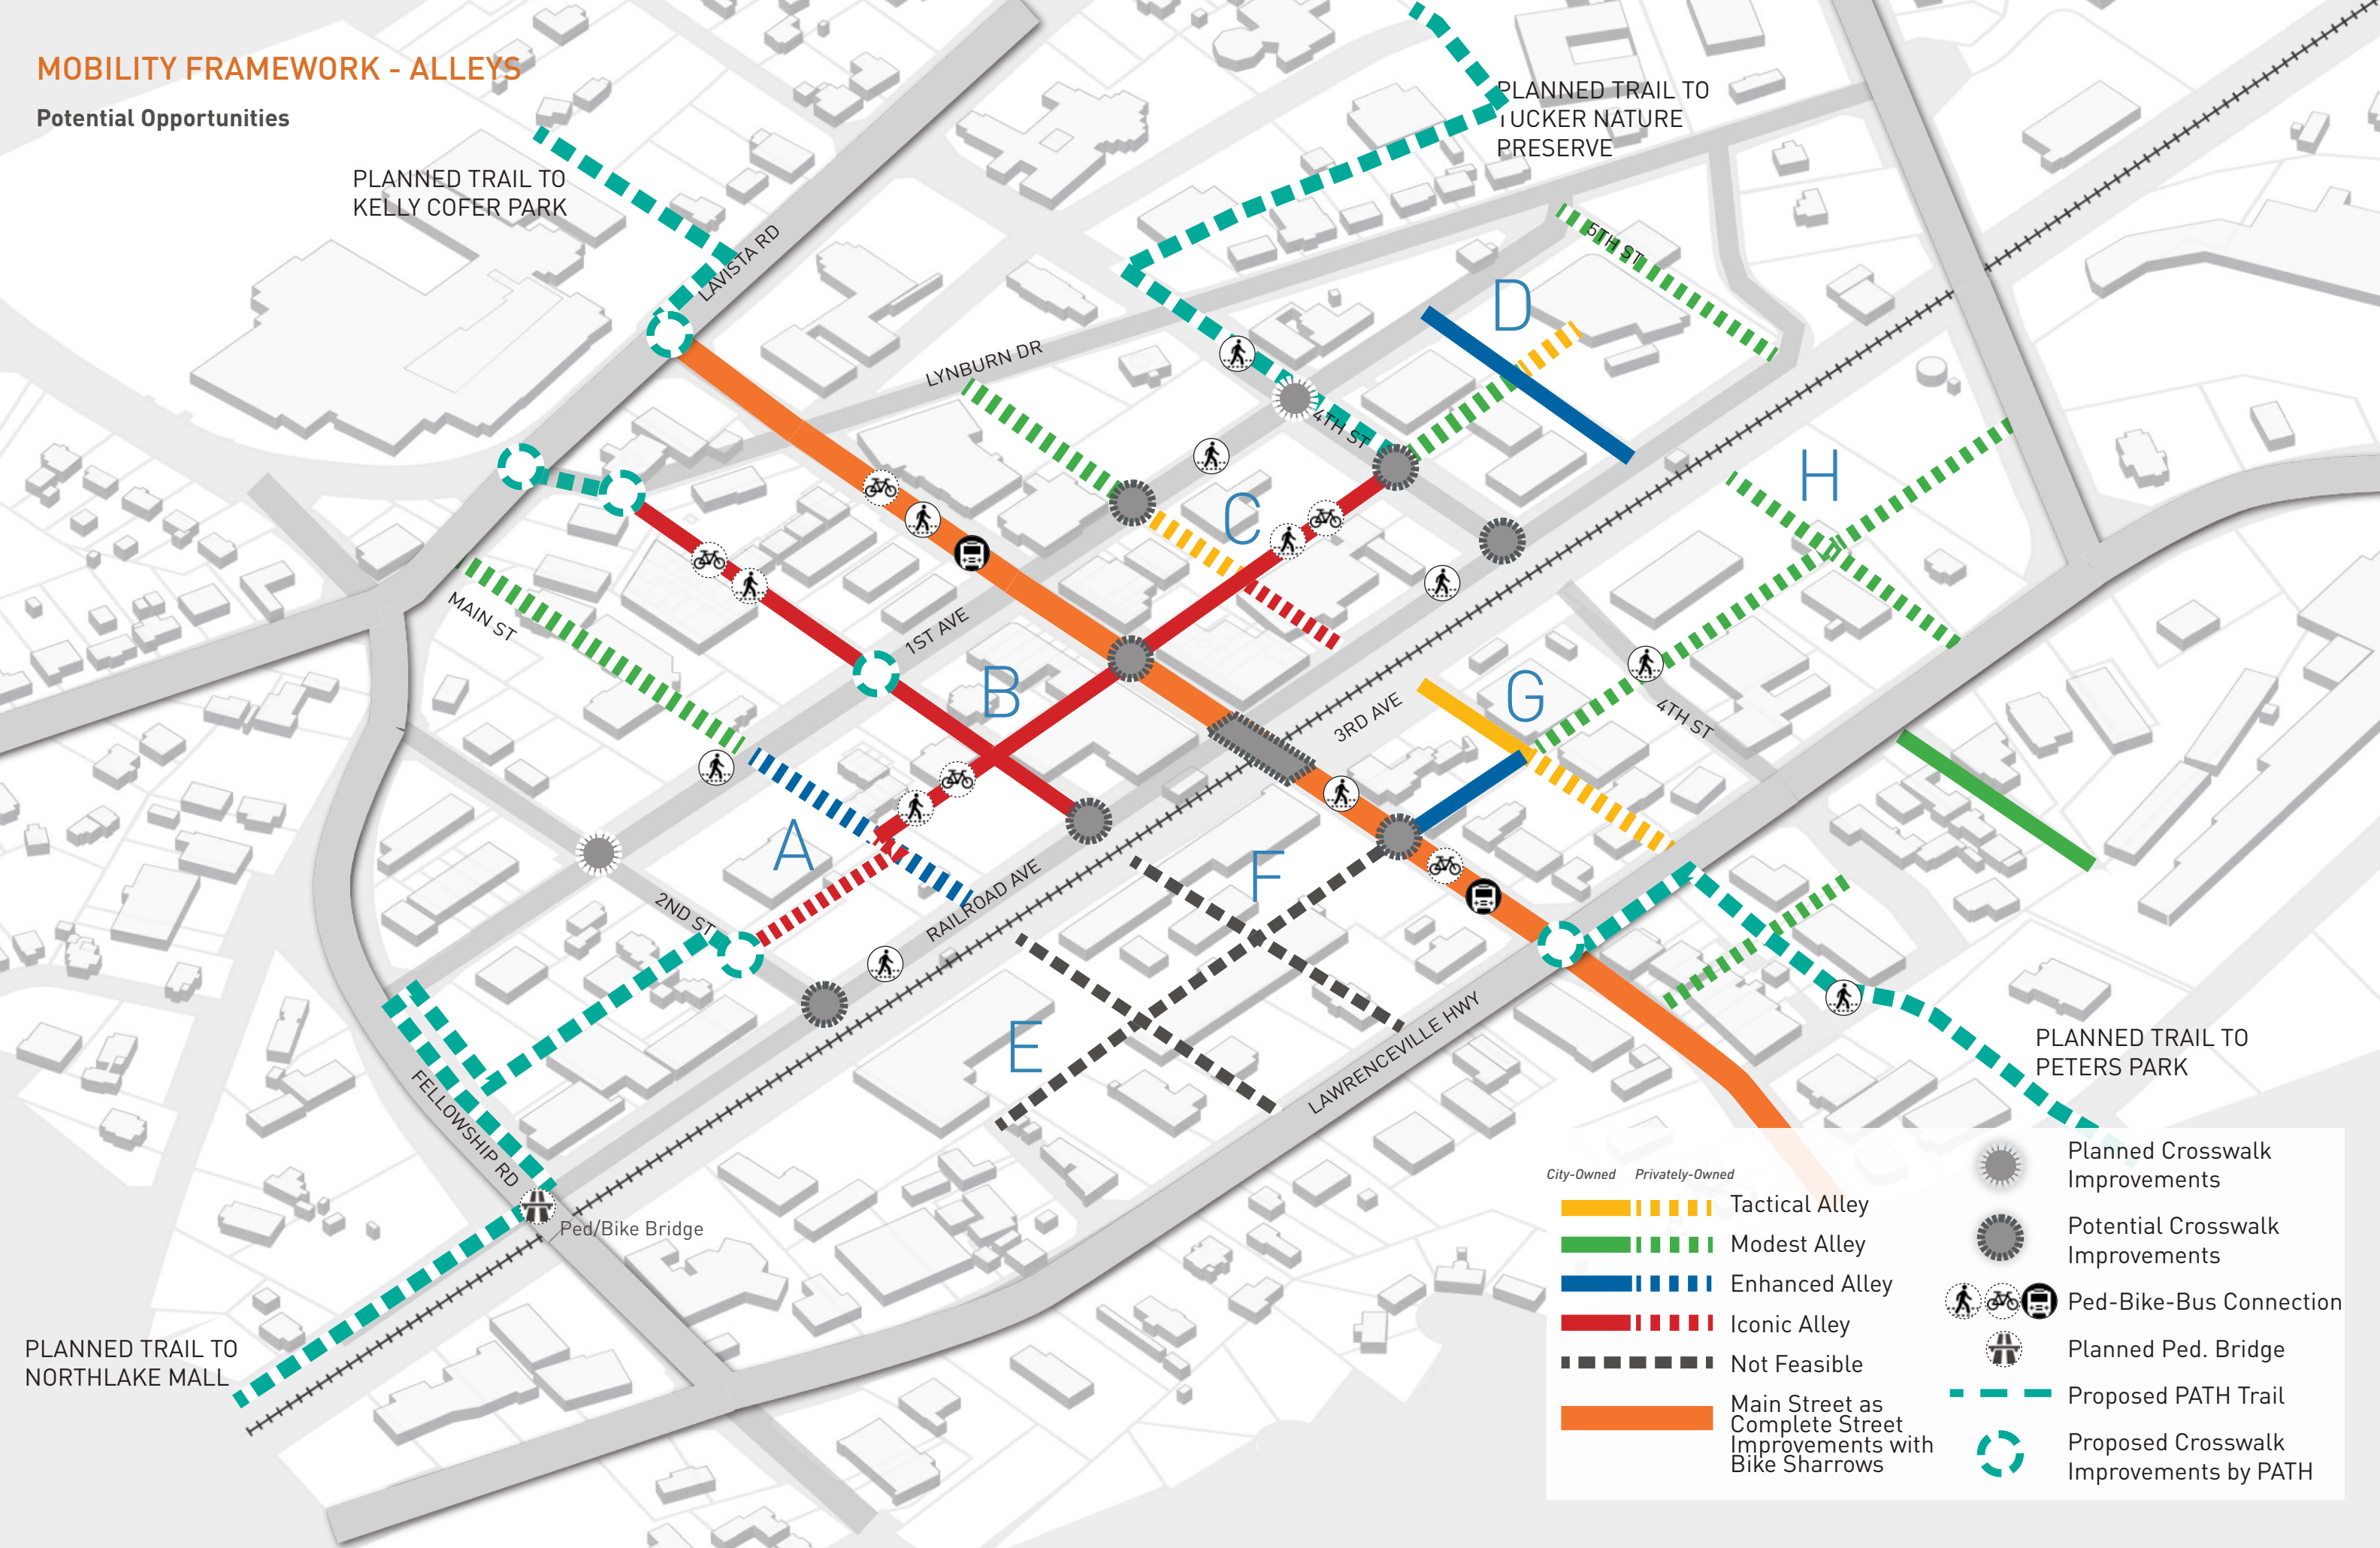 MOBILITY FRAMEWORK - ALLEYS
Potential Opportunities
PLANNED TRAIL TO
KELLY COFER PARK
PLANNED TRAIL TO
TUCKER NATURE
PRESERVE
LAVISTA RD
5TH ST
LYNBURN DR
D
4TH ST
C
H
MAIN ST
1ST AVE
B
3RD AVE
G
4TH ST
A
F
2ND ST
RAILROAD AVE
E
LAWRENCEVILLE HWY
FELLOWSHIP RD
PLANNED TRAIL TO
PETERS PARK
Ped/Bike Bridge
PLANNED TRAIL TO
NORTHLAKE MALL
City-Owned Privately-Owned
Tactical Alley
Modest Alley
Enhanced Alley
Iconic Alley
Not Feasible
Main Street as
Complete Street
Improvements with
Bike Sharrows
Planned Crosswalk
Improvements
Potential Crosswalk
Improvements
Ped-Bike-Bus Connection
Planned Ped. Bridge
Proposed PATH Trail
Proposed Crosswalk
Improvements by PATH